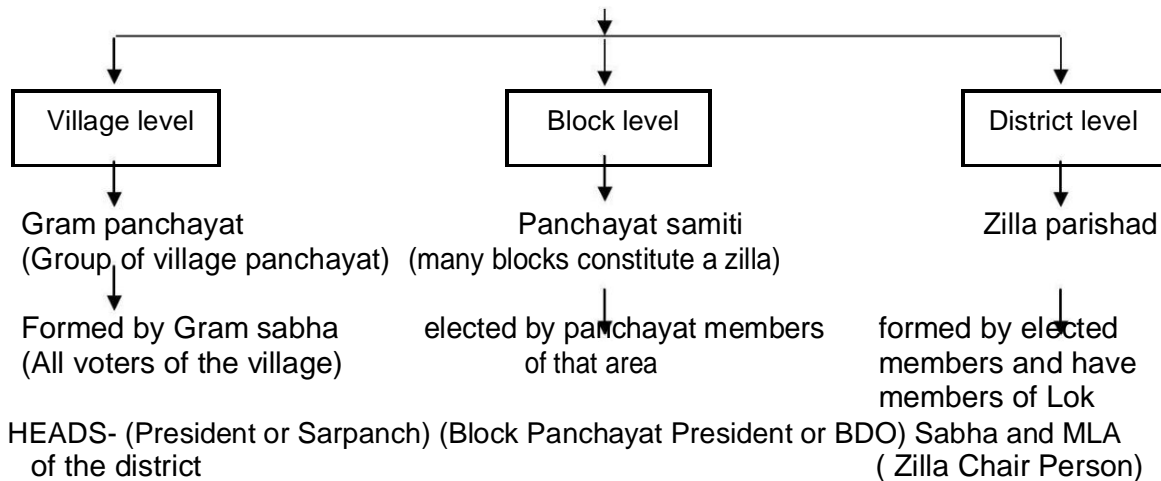 Village level
Block level
District level
Gram panchayat
(Group of village panchayat)
Panchayat samiti
(many blocks constitute a zilla)
Zilla parishad
Formed by Gram sabha
(All voters of the village)
elected by panchayat members
of that area
formed by elected
members and have
members of Lok
HEADS- (President or Sarpanch) (Block Panchayat President or BDO) Sabha and MLA
of the district
( Zilla Chair Person)